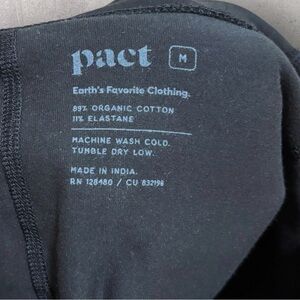 pact M
Earth's Favorite Clothing.
89% ORGANIC COTTON
11% ELASTANE
MACHINE WASH COLD.
TUMBLE DRY LOW.
MADE IN INDIA.
RN 128480 / CU 832198